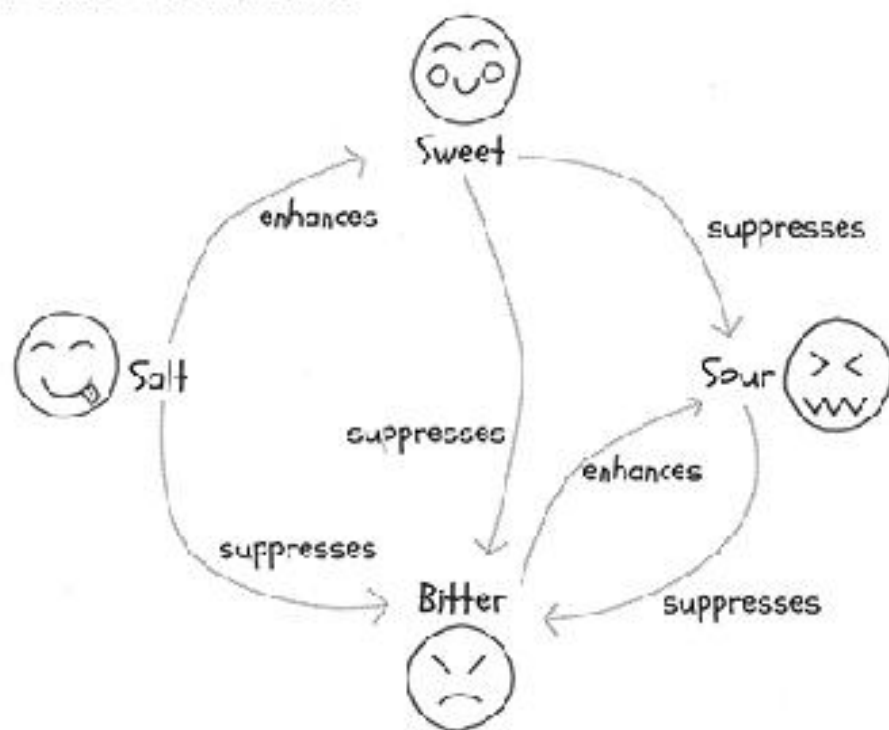 Sweet
enhances
suppresses
Salt
Sour
suppresses
enhances
suppresses
Bitter
suppresses